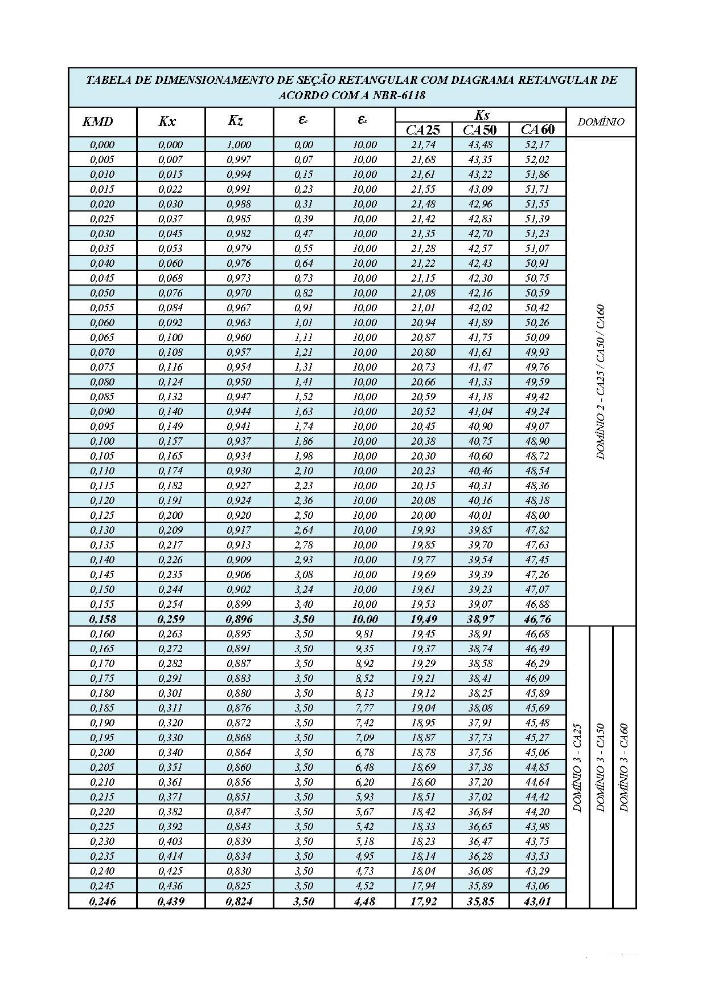 TABELA DE DIMENSIONAMENTO DE SEÇÃO RETANGULAR COM DIAGRAMA RETANGULAR DE
ACORDO COM A NBR-6118
KMD Kx Kz εc εs Ks DOMÍNIO
CA25 CA50 CA60
0,000 0,000 1,000 0,00 10,00 21,74 43,48 52,17
0,005 0,007 0,997 0,07 10,00 21,68 43,35 52,02
0,010 0,015 0,994 0,15 10,00 21,61 43,22 51,86
0,015 0,022 0,991 0,23 10,00 21,55 43,09 51,71
0,020 0,030 0,988 0,31 10,00 21,48 42,96 51,55
0,025 0,037 0,985 0,39 10,00 21,42 42,83 51,39
0,030 0,045 0,982 0,47 10,00 21,35 42,70 51,23
0,035 0,053 0,979 0,55 10,00 21,28 42,57 51,07
0,040 0,060 0,976 0,64 10,00 21,22 42,43 50,91
0,045 0,068 0,973 0,73 10,00 21,15 42,30 50,75
0,050 0,076 0,970 0,82 10,00 21,08 42,16 50,59
0,055 0,084 0,967 0,91 10,00 21,01 42,02 50,42
0,060 0,092 0,963 1,01 10,00 20,94 41,89 50,26
0,065 0,100 0,960 1,11 10,00 20,87 41,75 50,09
0,070 0,108 0,957 1,21 10,00 20,80 41,61 49,93
0,075 0,116 0,954 1,31 10,00 20,73 41,47 49,76
0,080 0,124 0,950 1,41 10,00 20,66 41,33 49,59
0,085 0,132 0,947 1,52 10,00 20,59 41,18 49,42
0,090 0,140 0,944 1,63 10,00 20,52 41,04 49,24
0,095 0,149 0,941 1,74 10,00 20,45 40,90 49,07
0,100 0,157 0,937 1,86 10,00 20,38 40,75 48,90
0,105 0,165 0,934 1,98 10,00 20,30 40,60 48,72
0,110 0,174 0,930 2,10 10,00 20,23 40,46 48,54
0,115 0,182 0,927 2,23 10,00 20,15 40,31 48,36
0,120 0,191 0,924 2,36 10,00 20,08 40,16 48,18
0,125 0,200 0,920 2,50 10,00 20,00 40,01 48,00
0,130 0,209 0,917 2,64 10,00 19,93 39,85 47,82
0,135 0,217 0,913 2,78 10,00 19,85 39,70 47,63
0,140 0,226 0,909 2,93 10,00 19,77 39,54 47,45
0,145 0,235 0,906 3,08 10,00 19,69 39,39 47,26
0,150 0,244 0,902 3,24 10,00 19,61 39,23 47,07
0,155 0,254 0,899 3,40 10,00 19,53 39,07 46,88
0,158 0,259 0,896 3,50 10,00 19,49 38,97 46,76
DOMÍNIO 2 - CA25 / CA50 / CA60
0,160 0,263 0,895 3,50 9,81 19,45 38,91 46,68
0,165 0,272 0,891 3,50 9,35 19,37 38,74 46,49
0,170 0,282 0,887 3,50 8,92 19,29 38,58 46,29
0,175 0,291 0,883 3,50 8,52 19,21 38,41 46,09
0,180 0,301 0,880 3,50 8,13 19,12 38,25 45,89
0,185 0,311 0,876 3,50 7,77 19,04 38,08 45,69
0,190 0,320 0,872 3,50 7,42 18,95 37,91 45,48
0,195 0,330 0,868 3,50 7,09 18,87 37,73 45,27
0,200 0,340 0,864 3,50 6,78 18,78 37,56 45,06
0,205 0,351 0,860 3,50 6,48 18,69 37,38 44,85
0,210 0,361 0,856 3,50 6,20 18,60 37,20 44,64
0,215 0,371 0,851 3,50 5,93 18,51 37,02 44,42
0,220 0,382 0,847 3,50 5,67 18,42 36,84 44,20
0,225 0,392 0,843 3,50 5,42 18,33 36,65 43,98
0,230 0,403 0,839 3,50 5,18 18,23 36,47 43,75
0,235 0,414 0,834 3,50 4,95 18,14 36,28 43,53
0,240 0,425 0,830 3,50 4,73 18,04 36,08 43,29
0,245 0,436 0,825 3,50 4,52 17,94 35,89 43,06
0,246 0,439 0,824 3,50 4,48 17,92 35,85 43,01
DOMÍNIO 3 - CA25
DOMÍNIO 3 - CA50
DOMÍNIO 3 - CA60